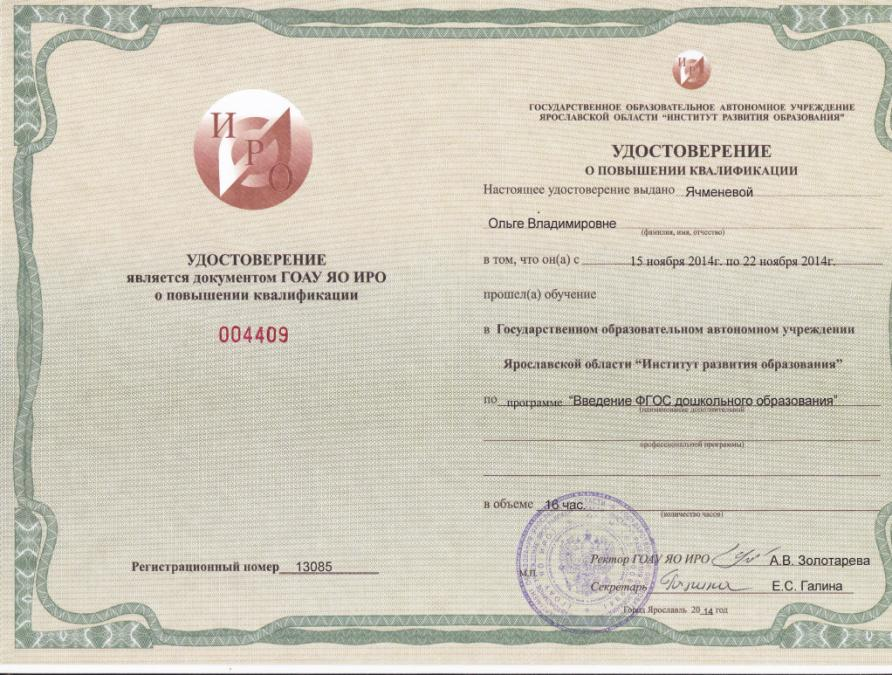 И
Р
О
УДОСТОВЕРЕНИЕ
является документом ГОАУ ЯО ИРО
о повышении квалификации
004409
Регистрационный номер 13085
ИРО
ГОСУДАРСТВЕННОЕ ОБРАЗОВАТЕЛЬНОЕ АВТОНОМНОЕ УЧРЕЖДЕНИЕ
ЯРОСЛАВСКОЙ ОБЛАСТИ "ИНСТИТУТ РАЗВИТИЯ ОБРАЗОВАНИЯ"
УДОСТОВЕРЕНИЕ
О ПОВЫШЕНИИ КВАЛИФИКАЦИИ
Настоящее удостоверение выдано Ячменевой
Ольге Владимировне
(фамилия, имя, отчество)
в том, что он(а) с 15 ноября 2014г. по 22 ноября 2014г.
прошел(а) обучение
в Государственном образовательном автономном учреждении
Ярославской области "Институт развития образования"
по программе "Введение ФГОС дошкольного образования"
(наименование дополнительной
профессиональной программы)
в объеме 16 час.
(количество часов)
Ректор ГОАУ ЯО ИРО А.В. Золотарева
М.П.
Секретарь Галина Е.С. Галина
Город Ярославль 2014 год